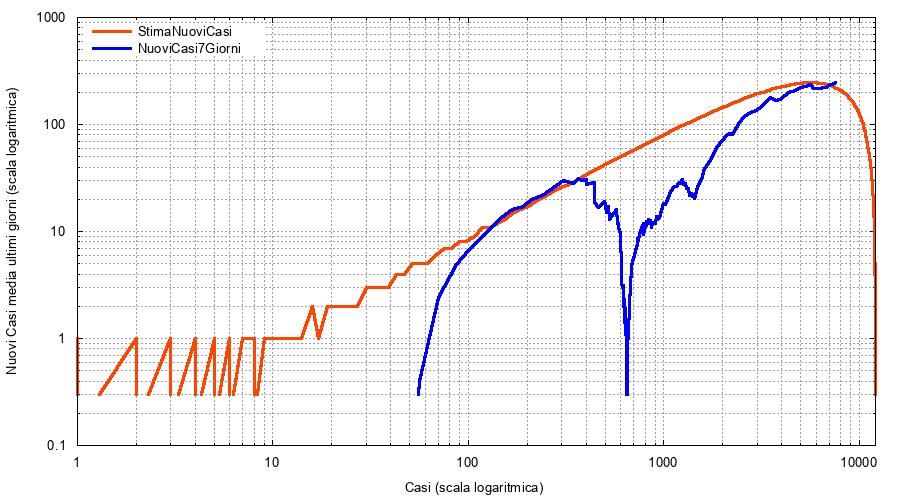 1000
StimaNuoviCasi
NuoviCasi7Giorni
100
10
1
0.1
Nuovi Casi media ultimi giorni (scala logaritmica)
1 10 100 1000 10000
Casi (scala logaritmica)